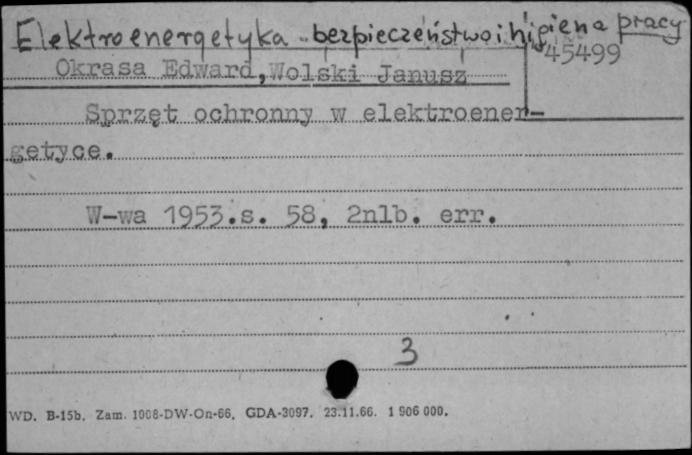 Elektroenergetyka - bezpieczeństwo i higiena pracy
45499
Okrasa Edward, Wolski Janusz
Sprzęt ochronny w elektroener-
getyce.
W-wa 1953.s. 58, 2nlb. err.
3
WD. B-15b. Zam. 1008-DW-On-66. GDA-3097. 23.11.66. 1 906 000.